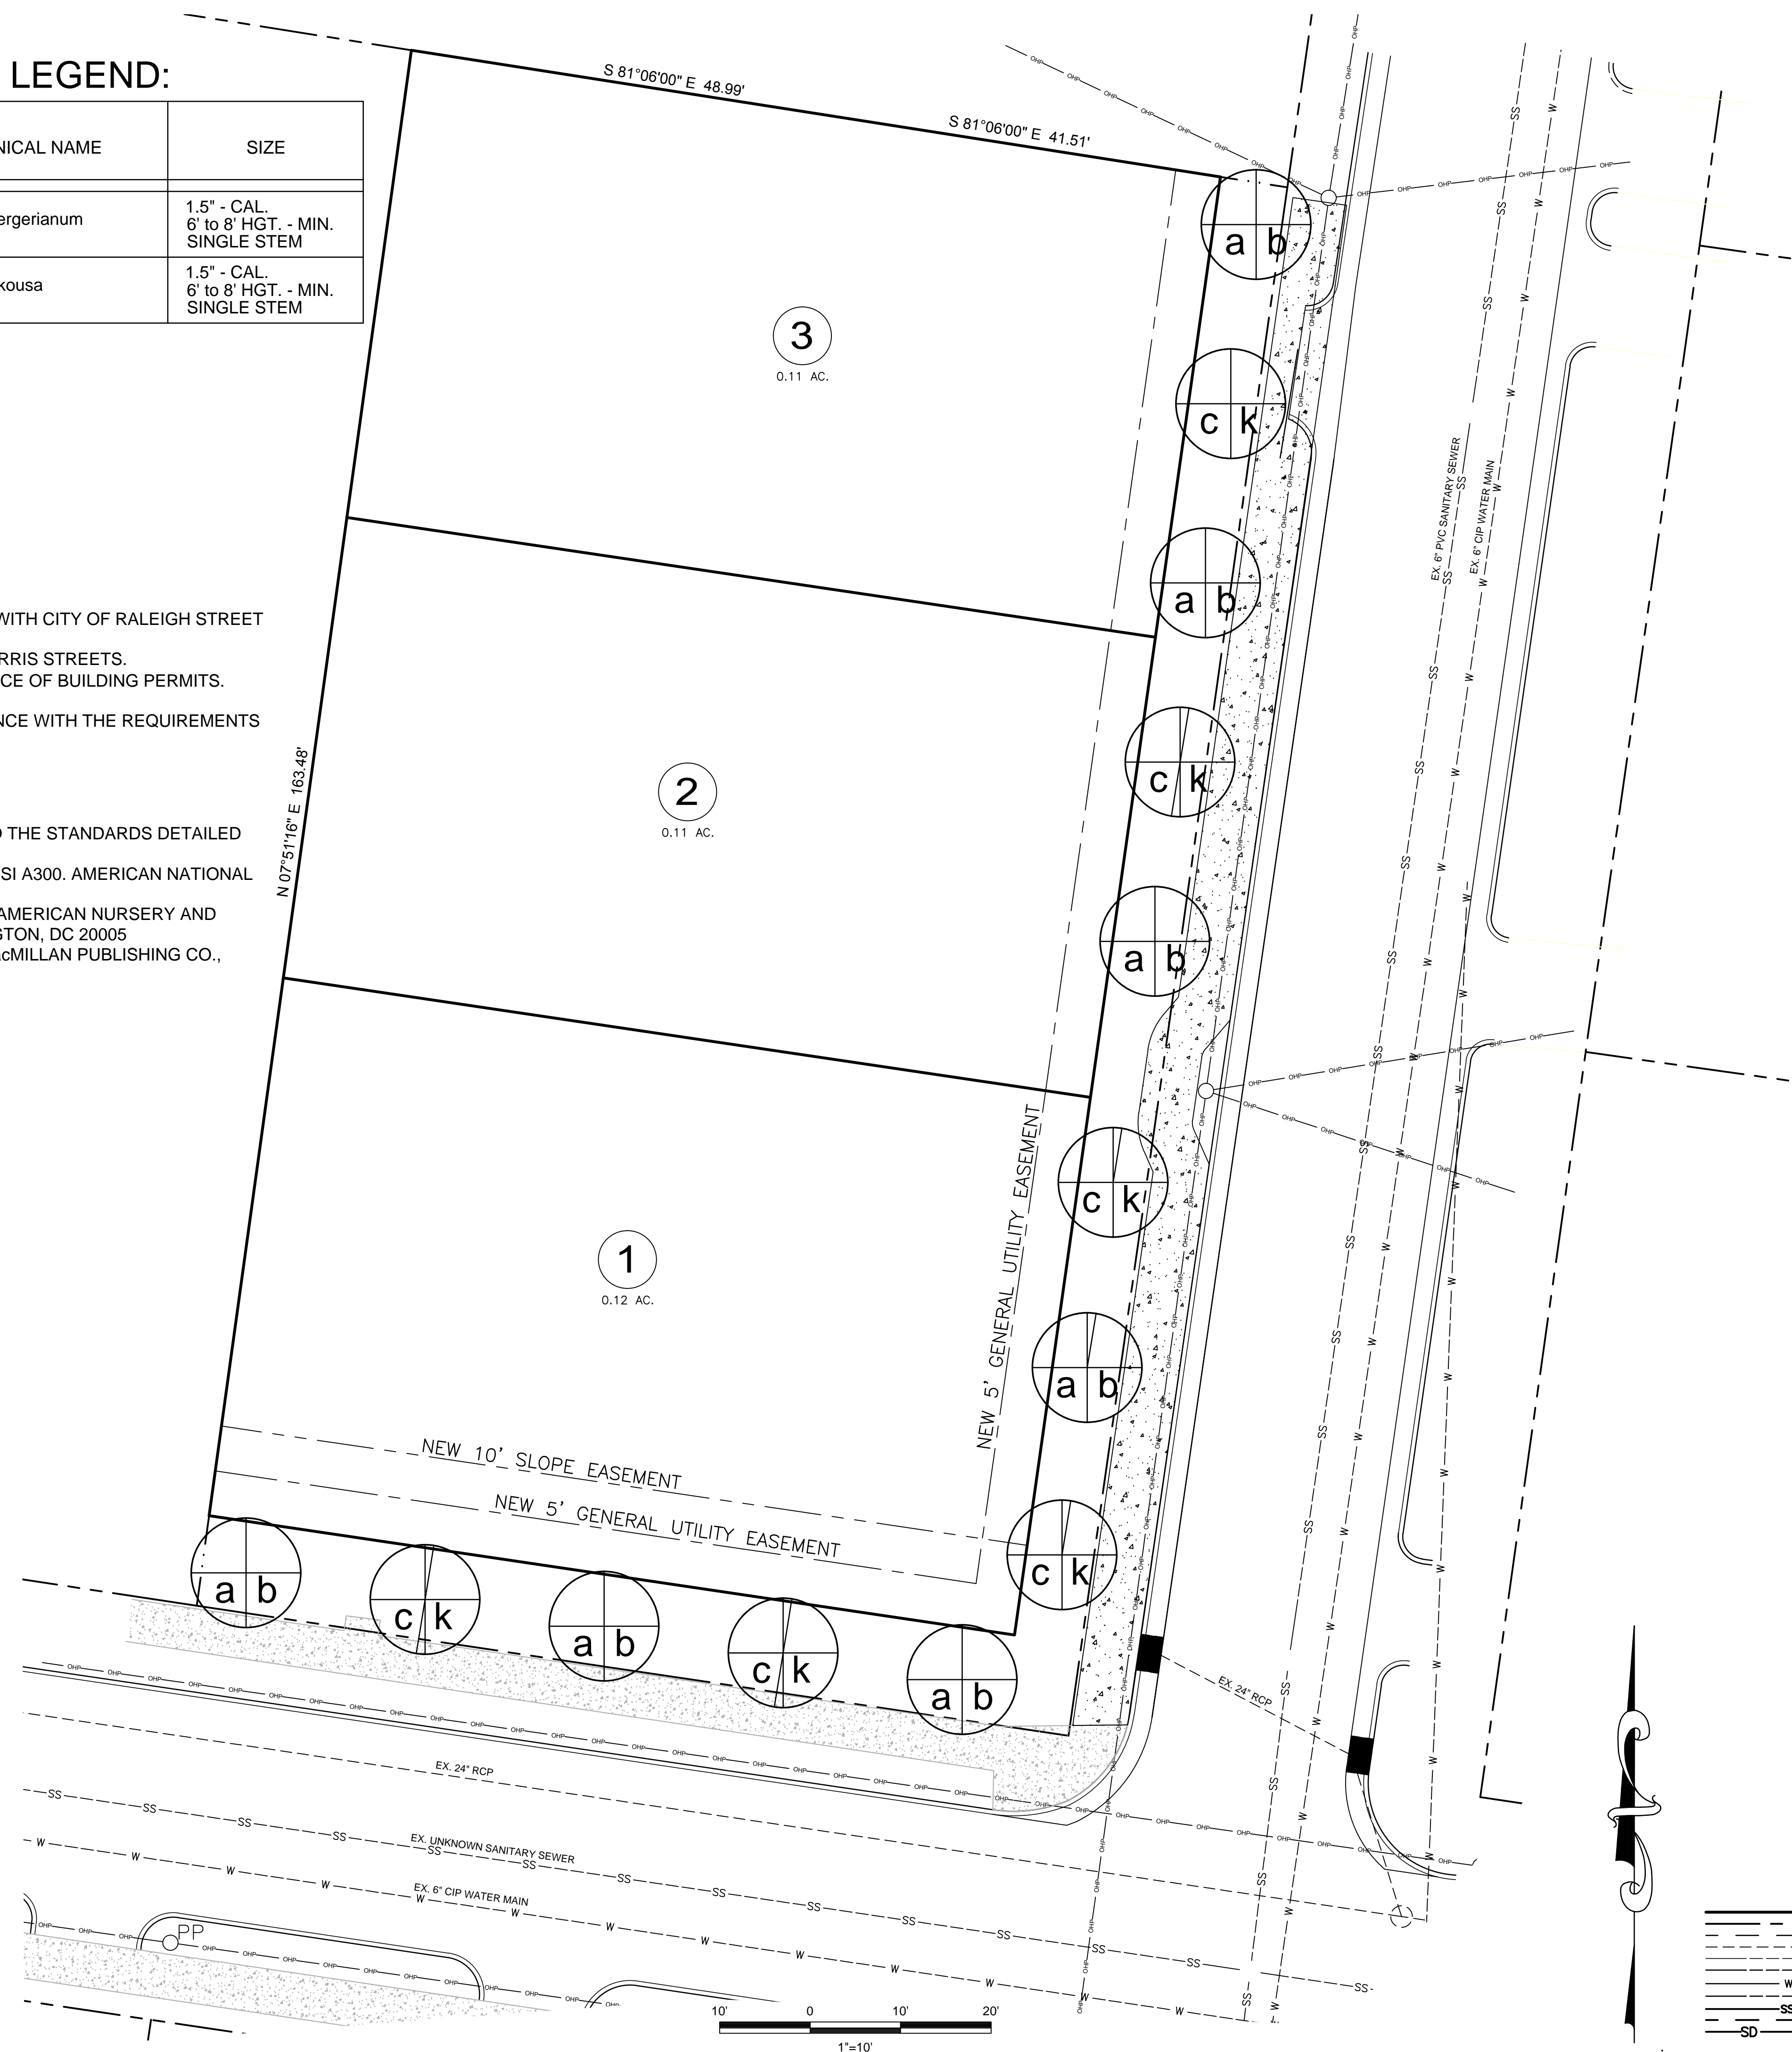 LEGEND:
NICAL NAME
SIZE
ergerianum
1.5" - CAL.
6' to 8' HGT. - MIN.
SINGLE STEM
kousa
1.5" - CAL.
6' to 8' HGT. - MIN.
SINGLE STEM
WITH CITY OF RALEIGH STREET
RRIS STREETS.
CE OF BUILDING PERMITS.
NCE WITH THE REQUIREMENTS
O THE STANDARDS DETAILED
SI A300. AMERICAN NATIONAL
AMERICAN NURSERY AND
GTON, DC 20005
acMILLAN PUBLISHING CO.,
S 81°06'00" E 48.99'
S 81°06'00" E 41.51'
N 07°51'16" E 163.48'
3
0.11 AC.
2
0.11 AC.
1
0.12 AC.
a b
c k
a b
c k
a b
c k
a b
c k
a b
c k
a b
c k
a b
NEW 5' GENERAL UTILITY EASEMENT
NEW 10' SLOPE EASEMENT
NEW 5' GENERAL UTILITY EASEMENT
EX. 6" PVC SANITARY SEWER
EX. 6" CIP WATER MAIN
EX. 24" RCP
EX. 24" RCP
EX. UNKNOWN SANITARY SEWER
EX. 6" CIP WATER MAIN
OHP
SS
W
PP
10' 0 10' 20'
1"=10'
W
SS
SD